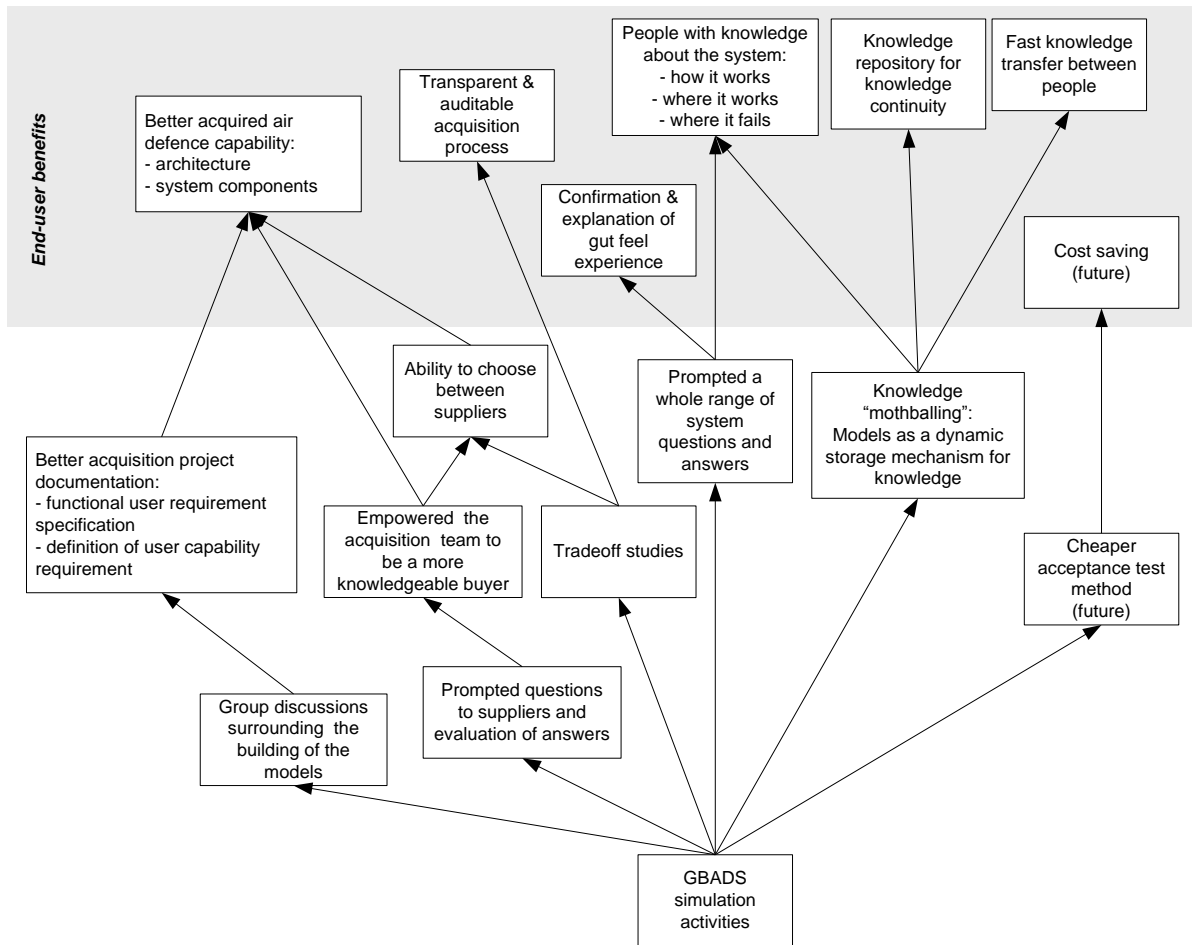 End-user benefits
People with knowledge
about the system:
- how it works
- where it works
- where it fails
Knowledge
repository for
knowledge
continuity
Fast knowledge
transfer between
people
Transparent &
auditable
acquisition
process
Better acquired air
defence capability:
- architecture
- system components
Confirmation &
explanation of
gut feel
experience
Cost saving
(future)
Ability to choose
between
suppliers
Prompted a
whole range of
system
questions and
answers
Knowledge
“mothballing”:
Models as a dynamic
storage mechanism for
knowledge
Better acquisition project
documentation:
- functional user requirement
specification
- definition of user capability
requirement
Empowered the
acquisition team to
be a more
knowledgeable buyer
Tradeoff studies
Cheaper
acceptance test
method
(future)
Group discussions
surrounding the
building of the
models
Prompted questions
to suppliers and
evaluation of answers
GBADS
simulation
activities